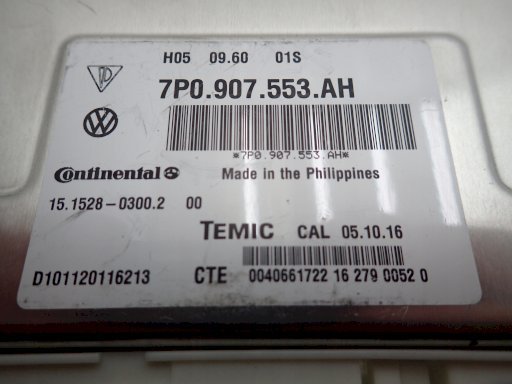 H05 09.60 01S
7P0.907.553.AH
*7P0.907.553.AH*
Continental
Made in the Philippines
15.1528-0300.2 00
TEMIC CAL 05.10.16
D101120116213 CTE 0040661722 16 279 0052 0